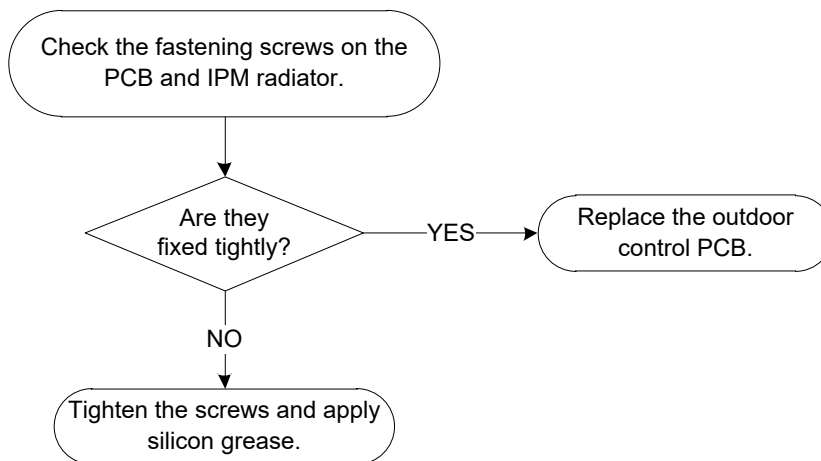 Check the fastening screws on the
PCB and IPM radiator.
Are they
fixed tightly?
YES
Replace the outdoor
control PCB.
NO
Tighten the screws and apply
silicon grease.